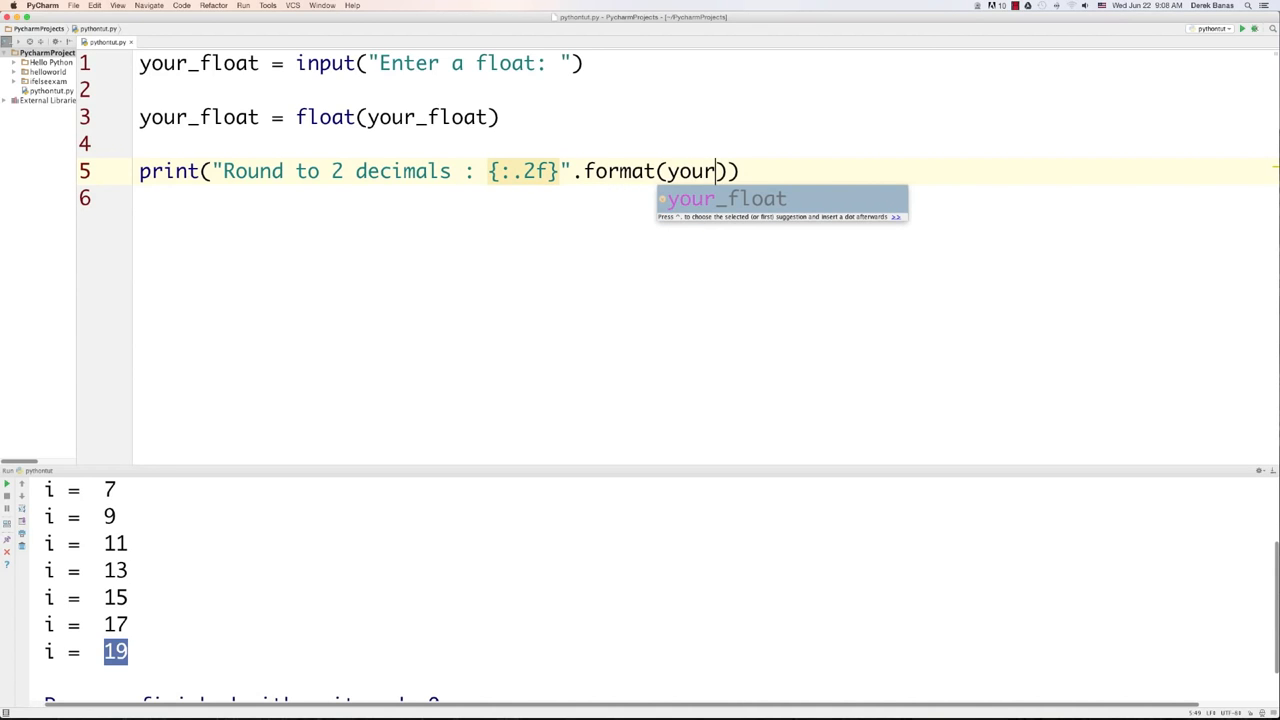 PyCharm File Edit View Navigate Code Refactor Run Tools VCS Window Help
10 Wed Jun 22 9:08 AM Derek Banas
pythontut.py - PycharmProjects - [~/PycharmProjects]
PycharmProjects pythontut.py
pythontut
pythontut.py
PycharmProject
Hello Python
helloworld
ifelseexam
pythontut.py
External Librarie
1 your_float = input("Enter a float: ")
2
3 your_float = float(your_float)
4
5 print("Round to 2 decimals : {:.2f}".format(your))
6
your_float
Press ^. to choose the selected (or first) suggestion and insert a dot afterwards >>
Run pythontut
i = 7
i = 9
i = 11
i = 13
i = 15
i = 17
i = 19
5:49 LF÷ UTF-8÷